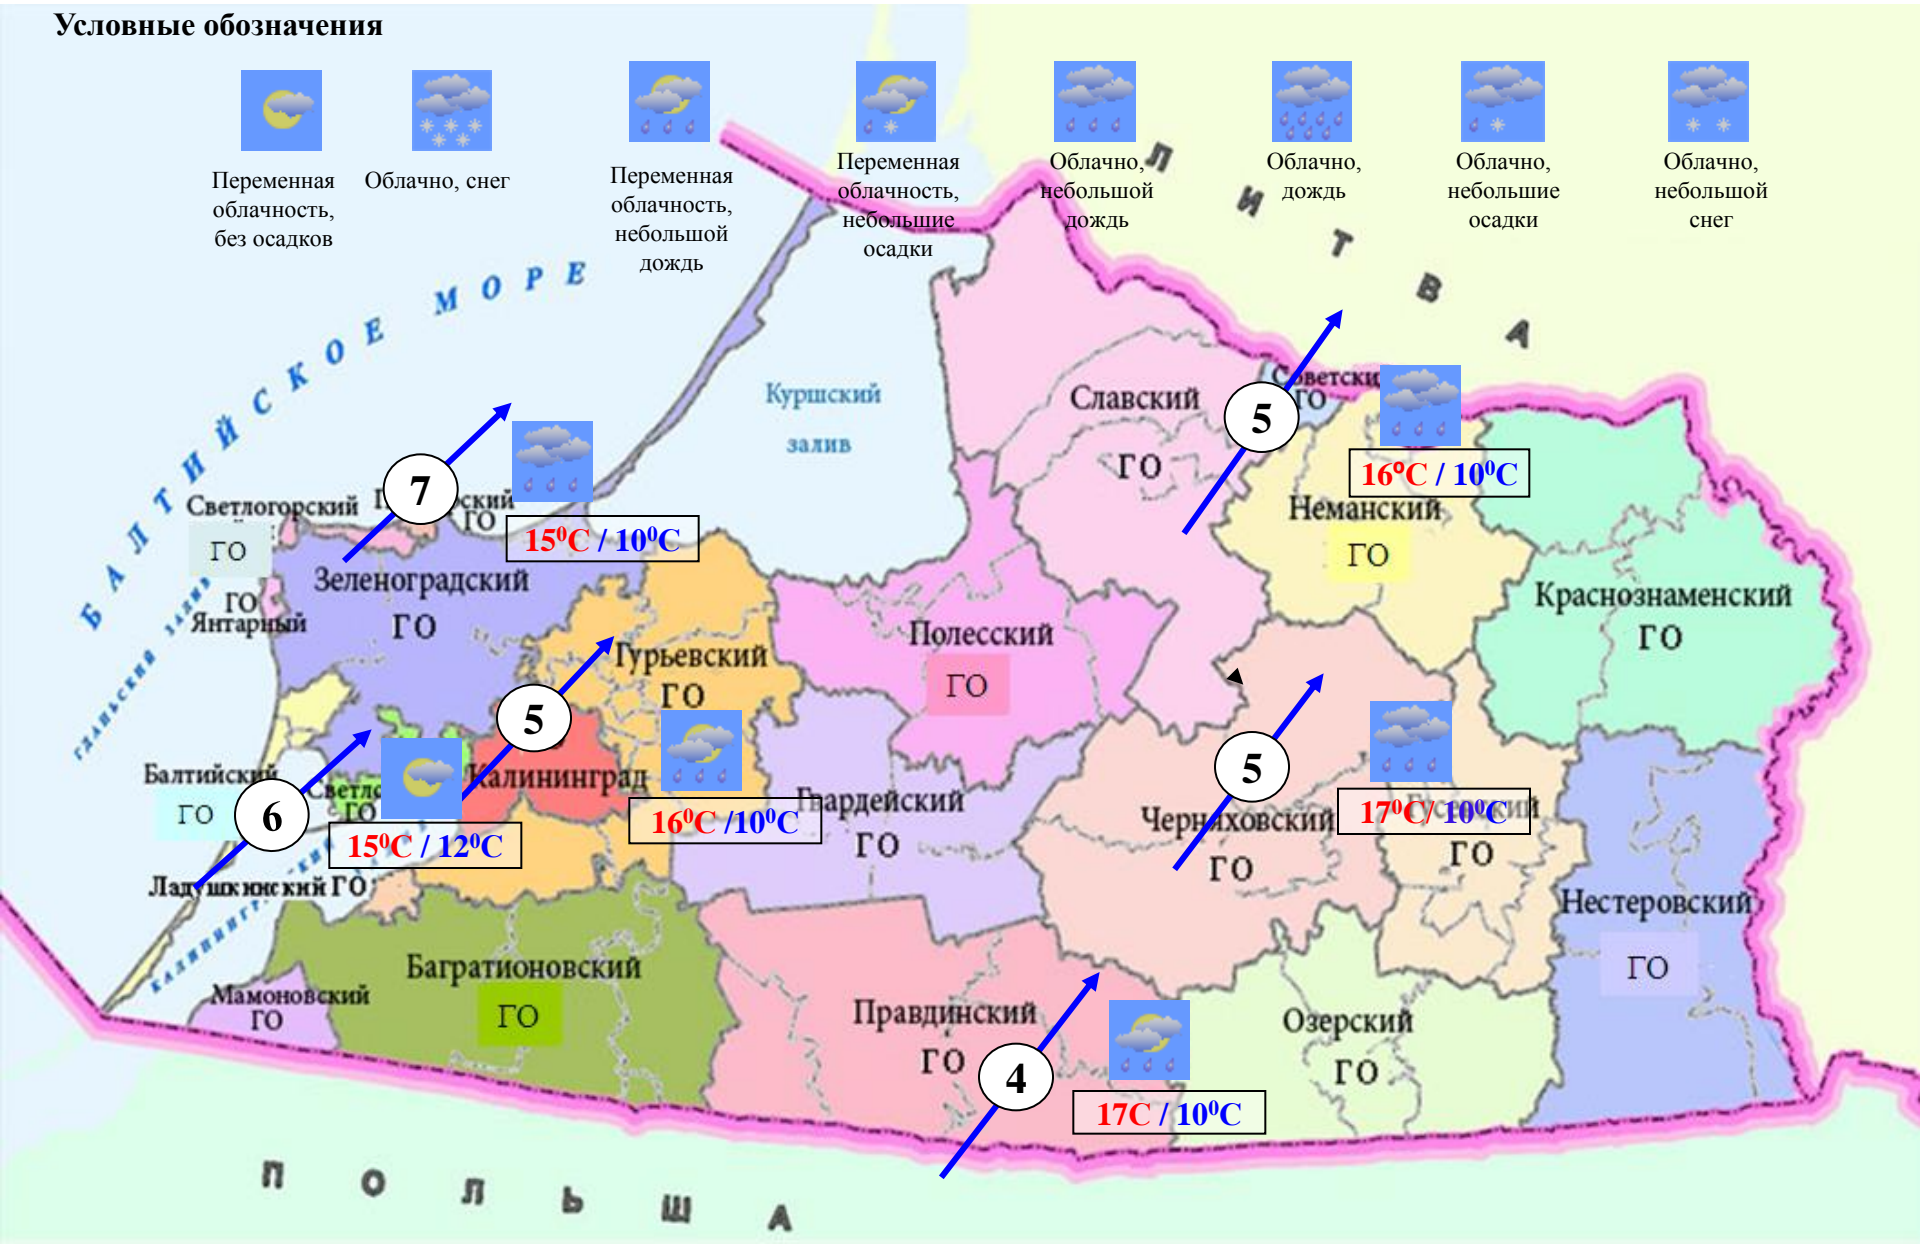 Условные обозначения
Переменная
облачность,
без осадков
Облачно, снег
Переменная
облачность,
небольшой
дождь
Переменная
облачность,
небольшие
осадки
Облачно,
небольшой
дождь
Облачно,
дождь
Облачно,
небольшие
осадки
Облачно,
небольшой
снег
ЛИТВА
БАЛТИЙСКОЕ МОРЕ
Куршский
залив
Славский
ГО
ГО
5
16⁰С / 10⁰С
Неманский
ГО
7
Светлогорский
ГО
ГО
15⁰С / 10⁰С
Зеленоградский
ГО
ГО
Янтарный
Краснознаменский
ГО
Полесский
ГО
Гурьевский
ГО
5
5
Калининград
16⁰С /10⁰С
Балтийский
ГО
6
ГО
15⁰С / 12⁰С
Гвардейский
ГО
Черняховский
ГО
17⁰С/ 10⁰С
ГО
Ладушкинский ГО
Нестеровский
ГО
Багратионовский
ГО
Мамоновский
ГО
Правдинский
ГО
4
17С / 10⁰С
Озерский
ГО
ПОЛЬША